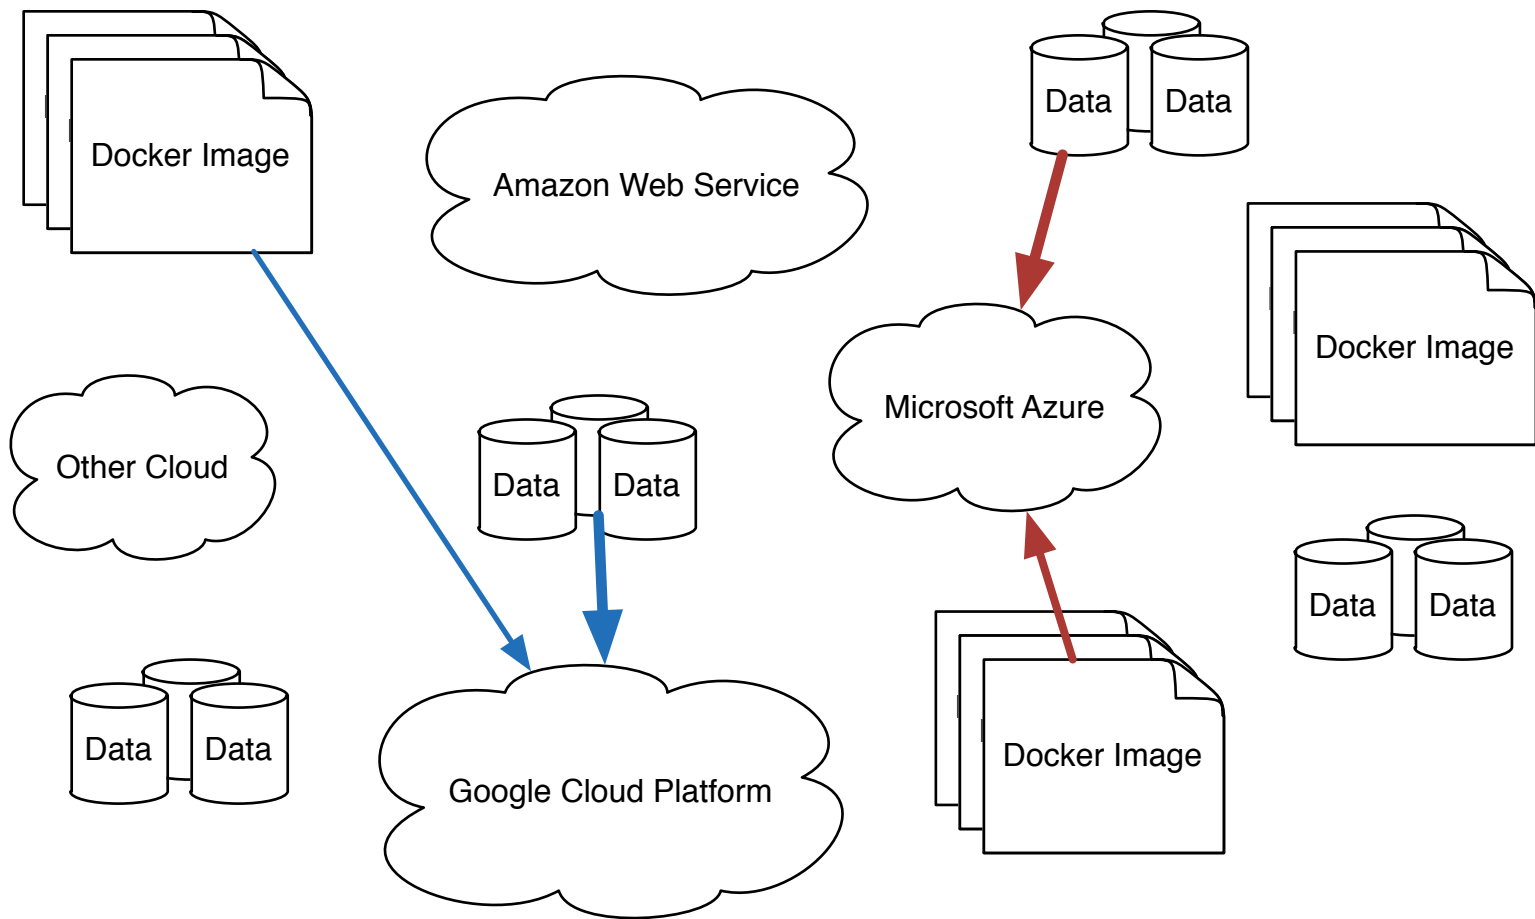 Data
Data
Docker Image
Amazon Web Service
Docker Image
Microsoft Azure
Other Cloud
Data
Data
Data
Data
Data
Data
Docker Image
Google Cloud Platform